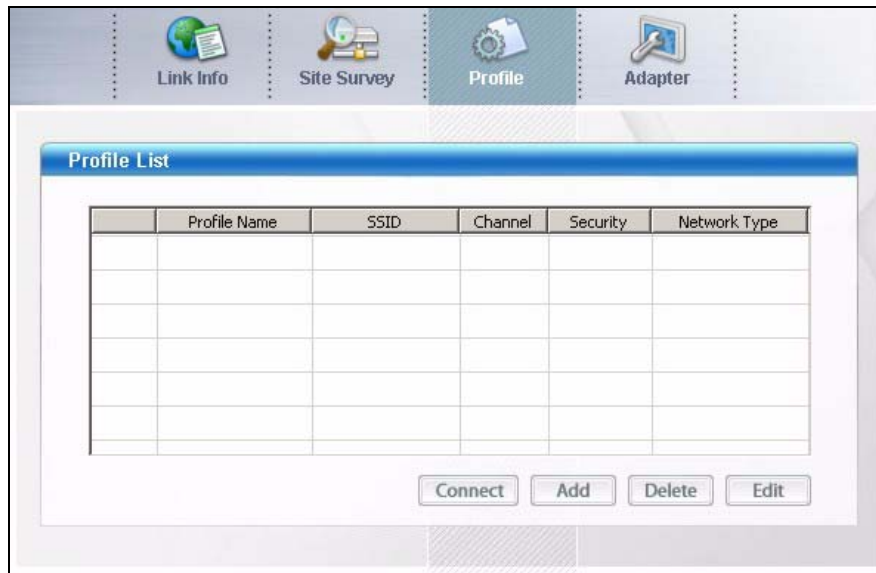 Link Info Site Survey Profile Adapter
Profile List
Profile Name SSID Channel Security Network Type
Connect Add Delete Edit